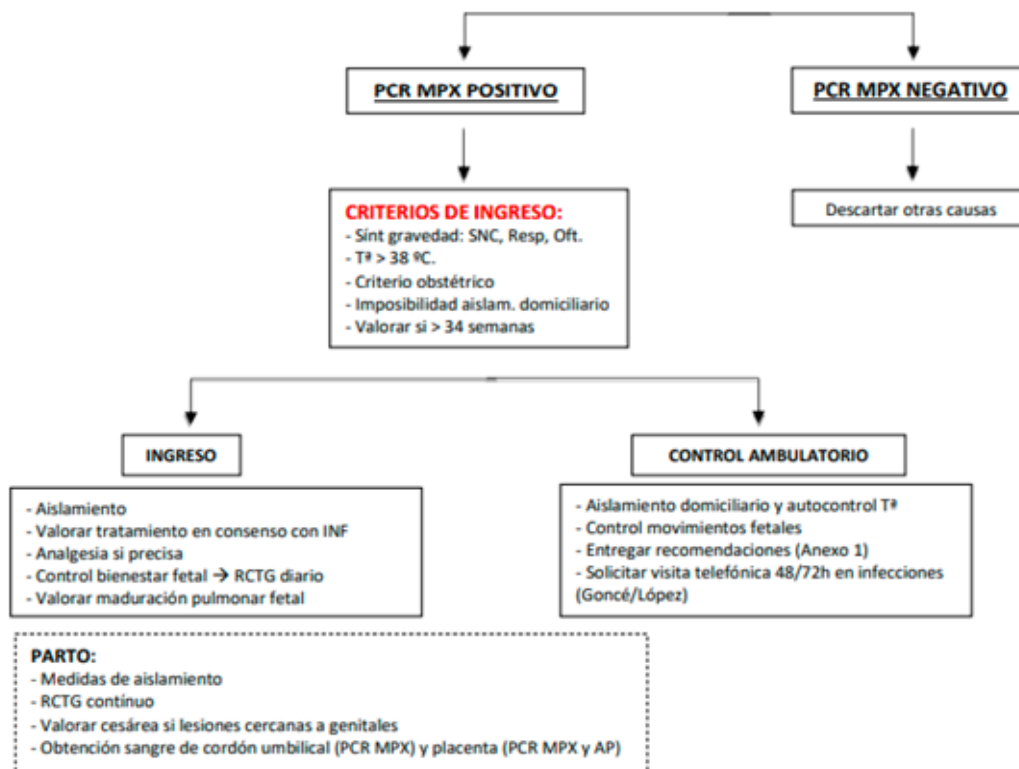 PCR MPX POSITIVO
PCR MPX NEGATIVO
CRITERIOS DE INGRESO:
- Sínt gravedad: SNC, Resp, Oft.
- Tª > 38 ºC.
- Criterio obstétrico
- Imposibilidad aislam. domiciliario
- Valorar si > 34 semanas
Descartar otras causas
INGRESO
- Aislamiento
- Valorar tratamiento en consenso con INF
- Analgesia si precisa
- Control bienestar fetal → RCTG diario
- Valorar maduración pulmonar fetal
CONTROL AMBULATORIO
- Aislamiento domiciliario y autocontrol Tª
- Control movimientos fetales
- Entregar recomendaciones (Anexo 1)
- Solicitar visita telefónica 48/72h en infecciones
(Goncé/López)
PARTO:
- Medidas de aislamiento
- RCTG contínuo
- Valorar cesárea si lesiones cercanas a genitales
- Obtención sangre de cordón umbilical (PCR MPX) y placenta (PCR MPX y AP)